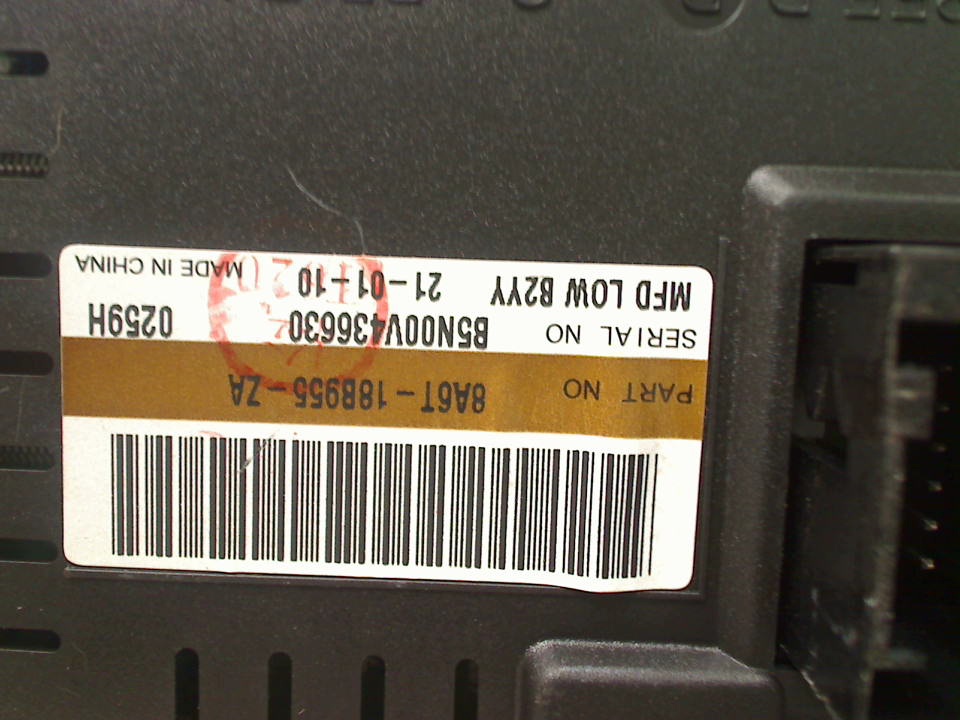 PART NO 8A6T-18B955-ZA
SERIAL NO B5N00V436630 0259H
MFD LOW B2YY 21-01-10 MADE IN CHINA